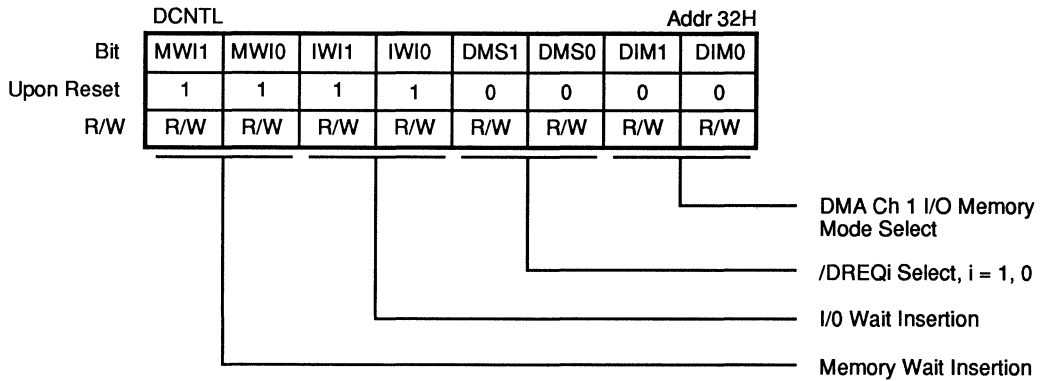 DCNTL Addr 32H
Bit MWI1 MWI0 IWI1 IWI0 DMS1 DMS0 DIM1 DIM0
Upon Reset 1 1 1 1 0 0 0 0
R/W R/W R/W R/W R/W R/W R/W R/W R/W
DMA Ch 1 I/O Memory
Mode Select
/DREQi Select, i = 1, 0
I/0 Wait Insertion
Memory Wait Insertion